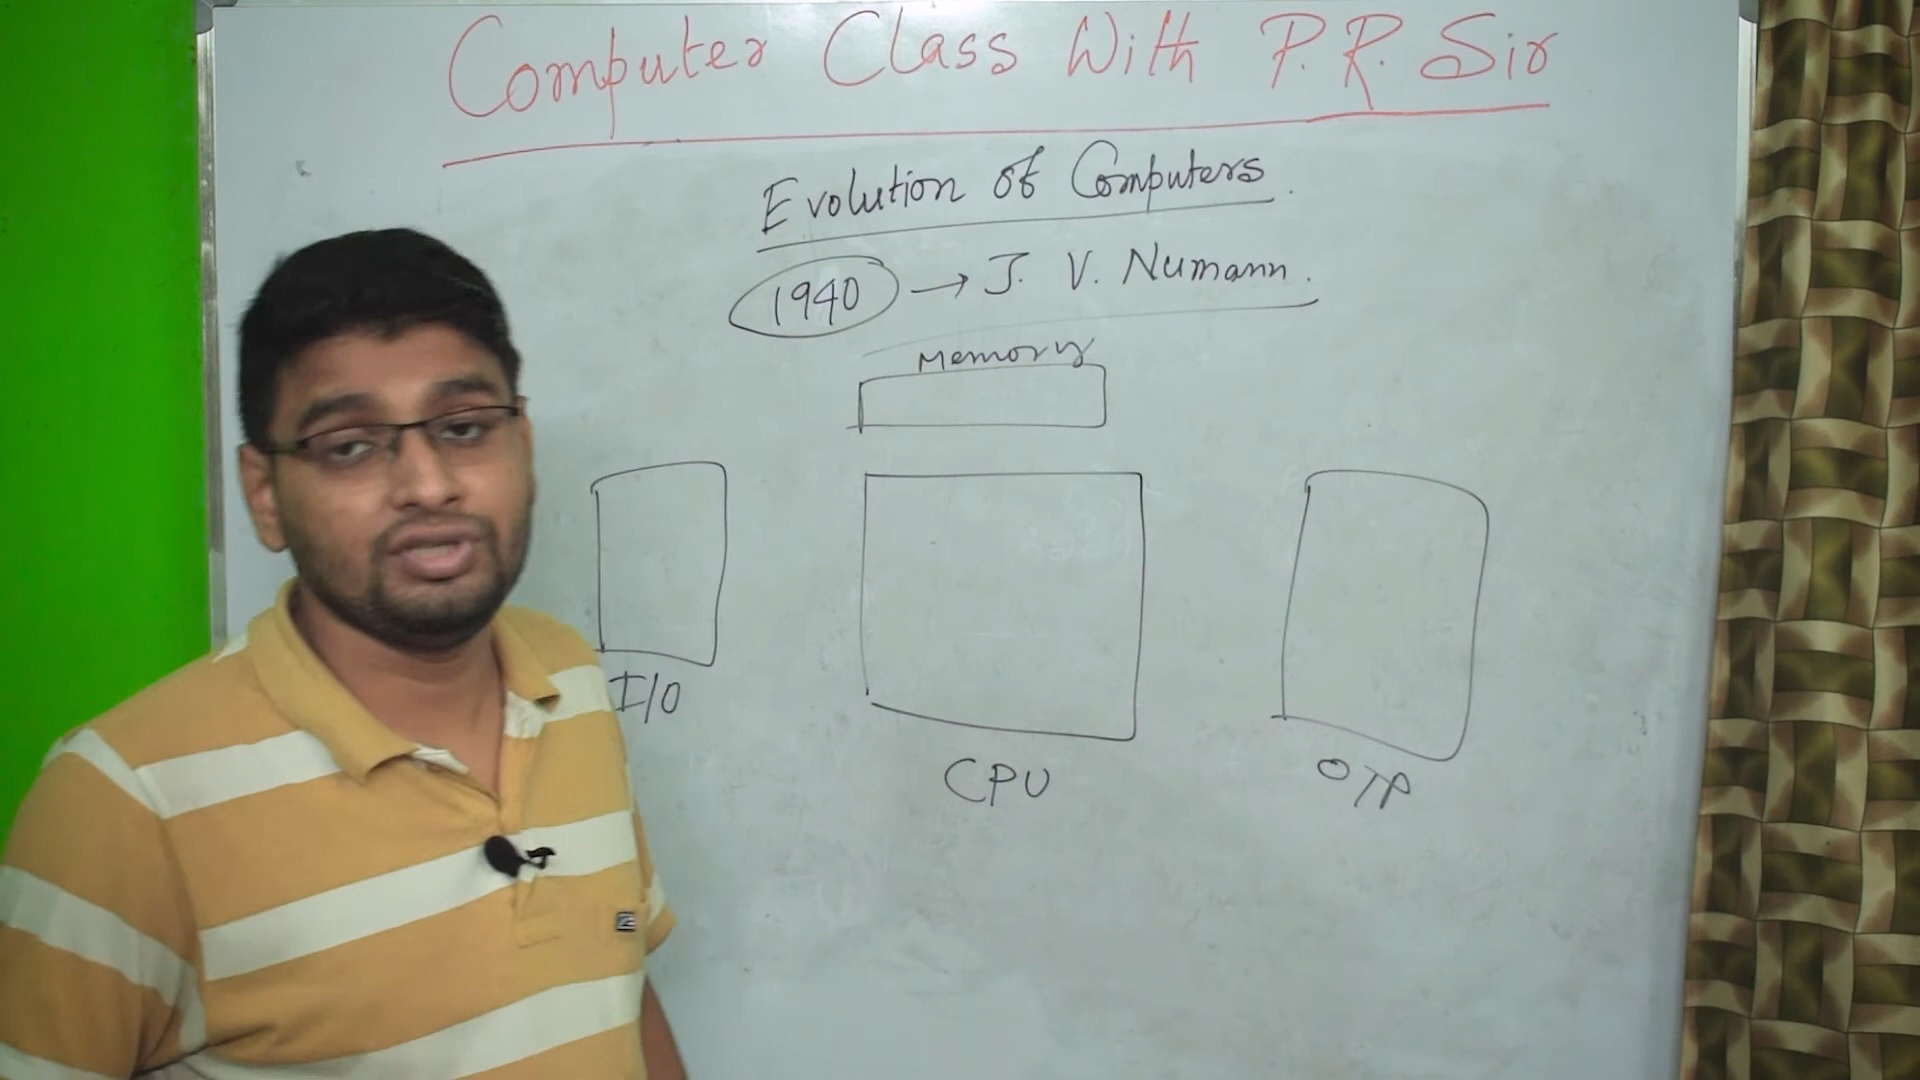 Computer Class With P.R. Sir
Evolution of Computers.
1940 → J. V. Numann.
Memory
I/O
CPU
O/P